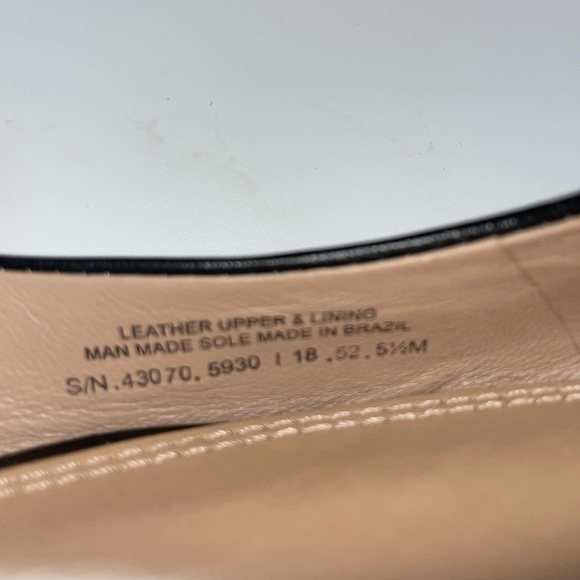 LEATHER UPPER & LINING
MAN MADE SOLE MADE IN BRAZIL
S/N.43070.5930 I 18.52.5½M